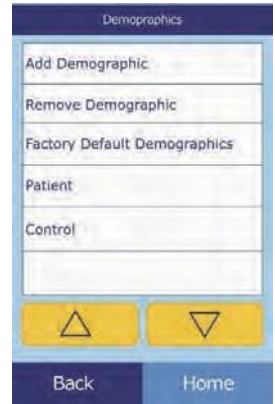 Demographics
Add Demographic
Remove Demographic
Factory Default Demographics
Patient
Control
Back
Home